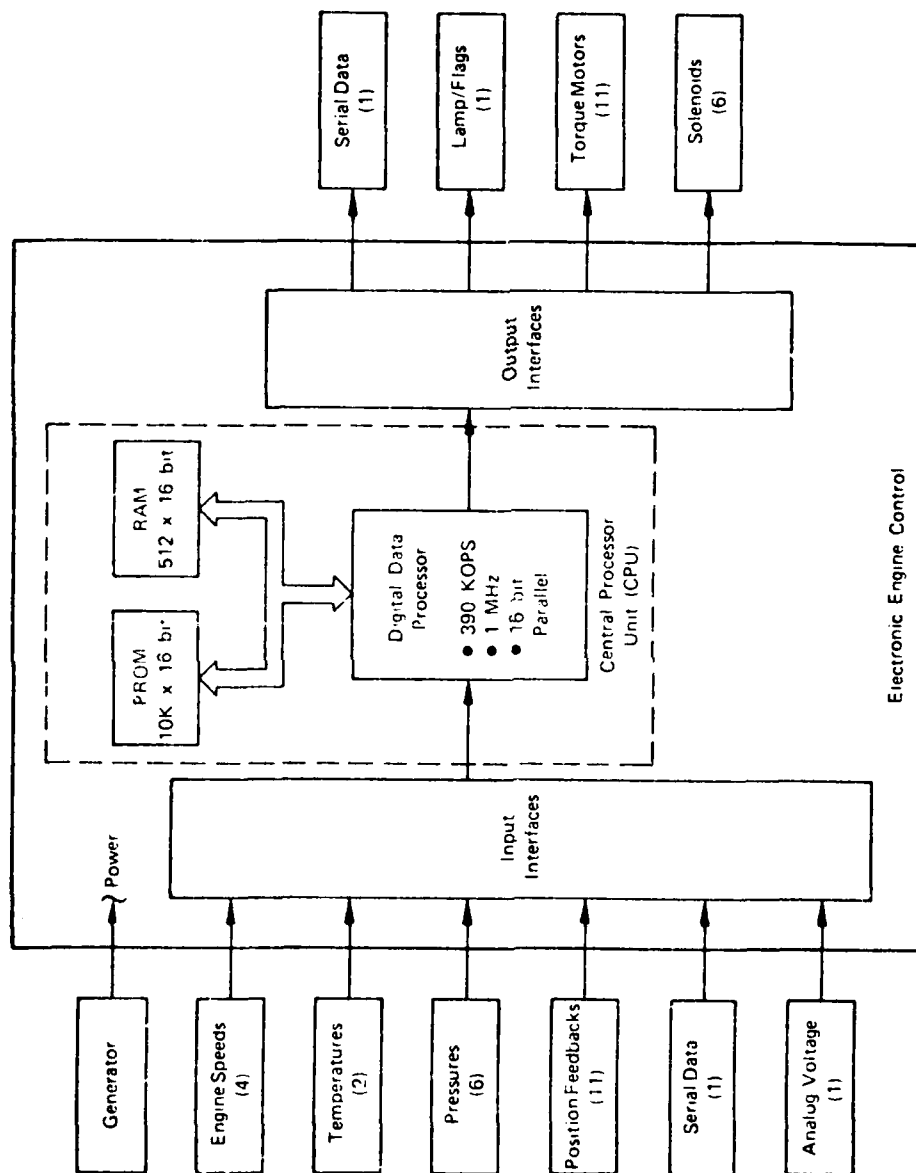 Generator
Power
Engine Speeds
(4)
Temperatures
(2)
Pressures
(6)
Position Feedbacks
(11)
Serial Data
(1)
Analog Voltage
(1)
Input
Interfaces
PROM
10K x 16 bit
RAM
512 x 16 bit
Digital Data
Processor
● 390 KOPS
● 1 MHz
● 16 bit
Parallel
Central Processor
Unit (CPU)
Output
Interfaces
Serial Data
(1)
Lamp/Flags
(1)
Torque Motors
(11)
Solenoids
(6)
Electronic Engine Control